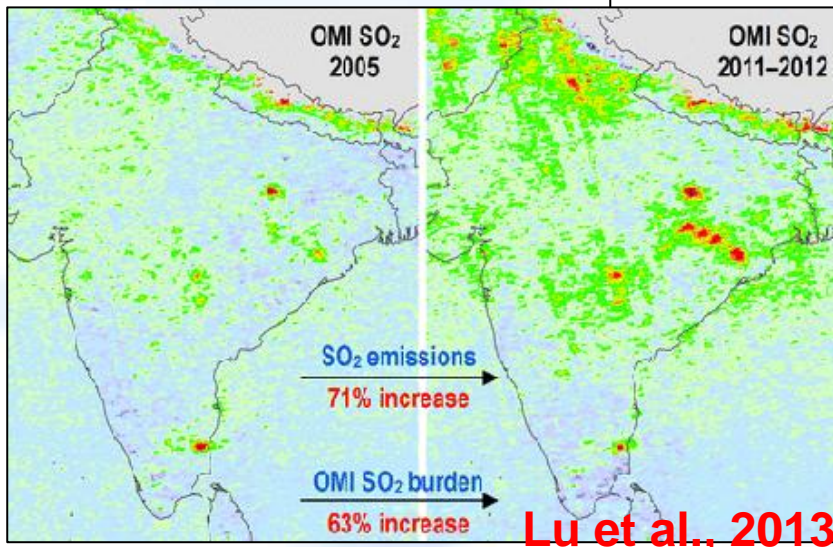 OMI SO₂
2005
OMI SO₂
2011–2012
SO₂ emissions
71% increase
OMI SO₂ burden
63% increase
Lu et al., 2013